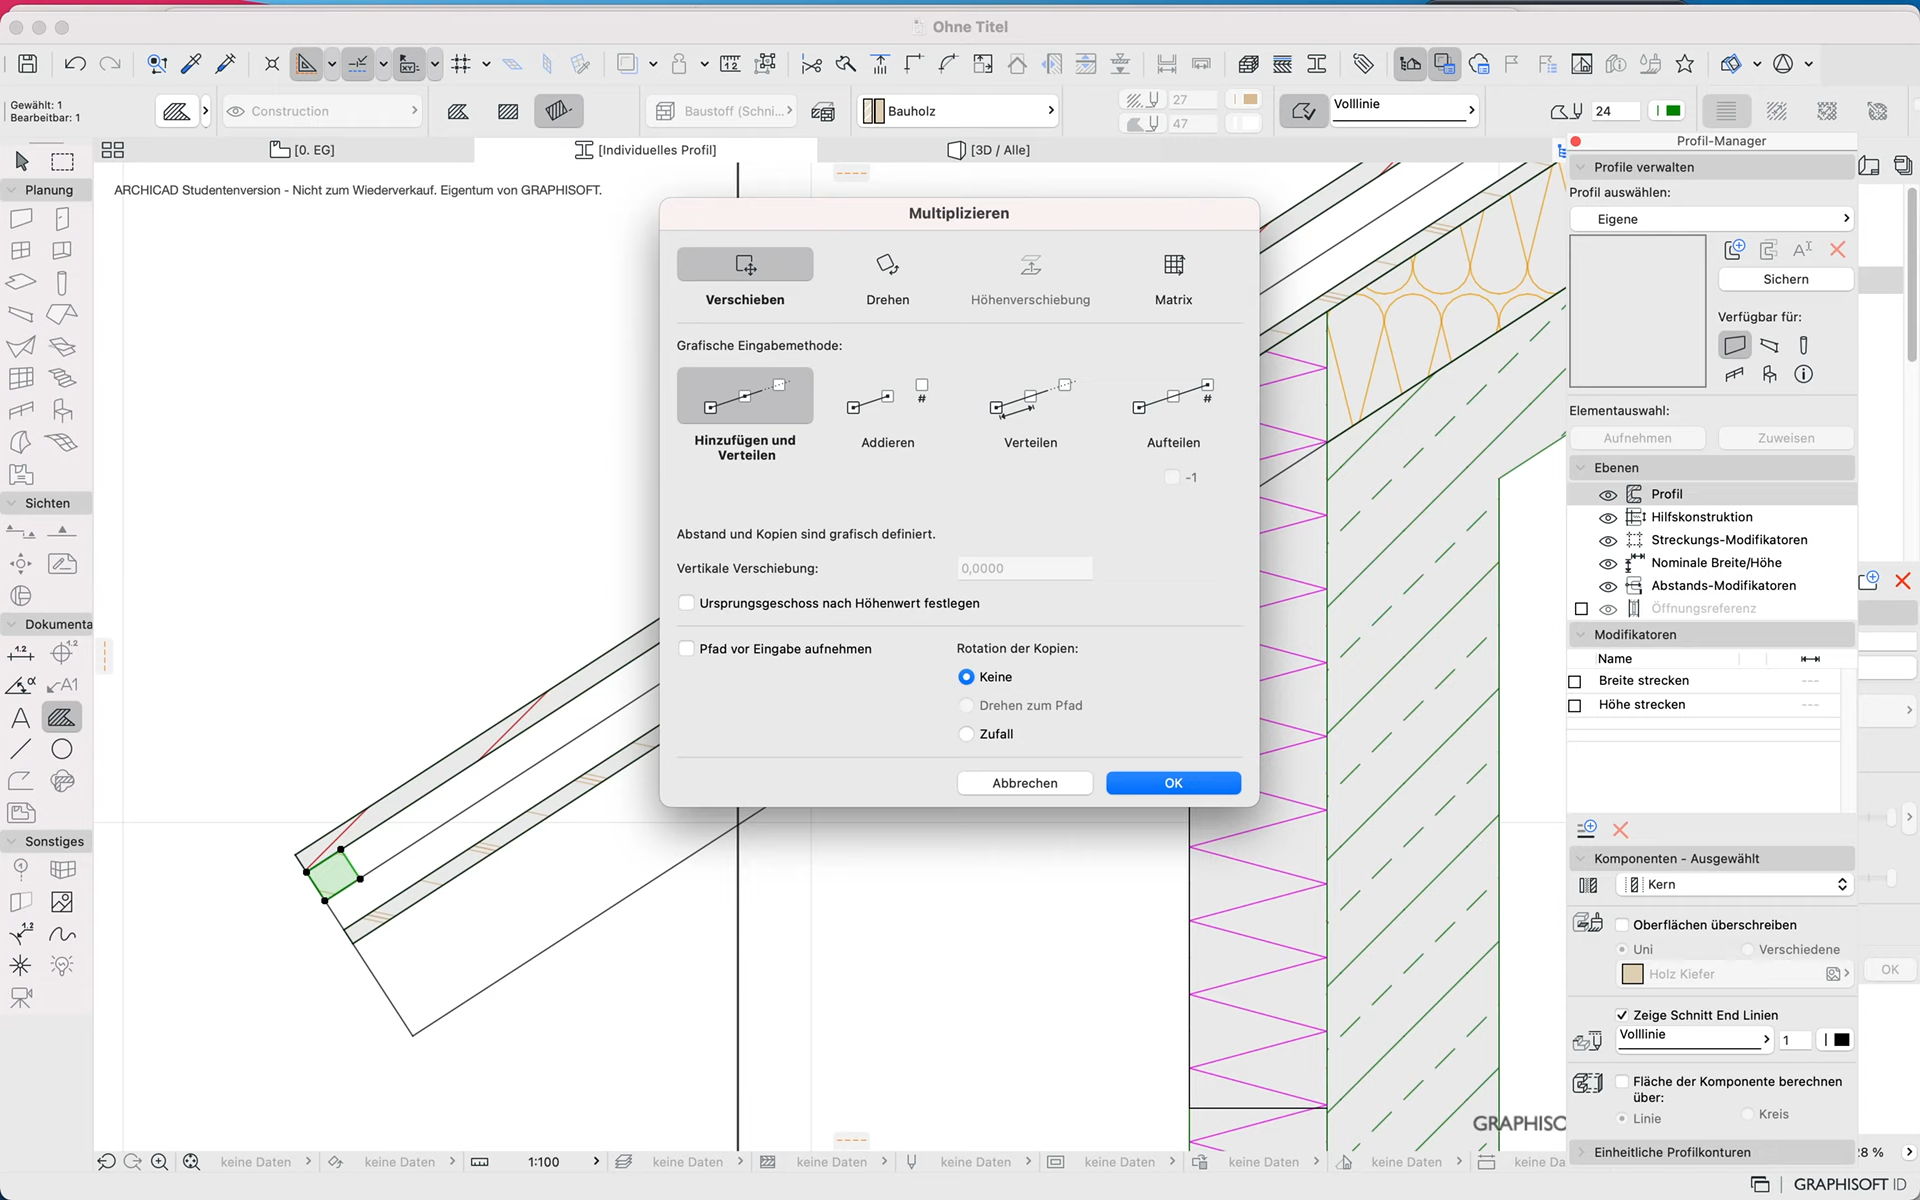 Ohne Titel
Gewählt: 1
Bearbeitbar: 1
Construction
Baustoff (Schni...
Bauholz
27
47
Volllinie
24
[0. EG]
[Individuelles Profil]
[3D / Alle]
ARCHICAD Studentenversion - Nicht zum Wiederverkauf. Eigentum von GRAPHISOFT.
Planung
Sichten
Dokumenta
Sonstiges
Multiplizieren
Verschieben
Drehen
Höhenverschiebung
Matrix
Grafische Eingabemethode:
Hinzufügen und
Verteilen
Addieren
Verteilen
Aufteilen
-1
Abstand und Kopien sind grafisch definiert.
Vertikale Verschiebung:
0,0000
Ursprungsgeschoss nach Höhenwert festlegen
Pfad vor Eingabe aufnehmen
Rotation der Kopien:
Keine
Drehen zum Pfad
Zufall
Abbrechen
OK
Profil-Manager
Profile verwalten
Profil auswählen:
Eigene
Sichern
Verfügbar für:
Elementauswahl:
Aufnehmen
Zuweisen
Ebenen
Profil
Hilfskonstruktion
Streckungs-Modifikatoren
Nominale Breite/Höhe
Abstands-Modifikatoren
Öffnungsreferenz
Modifikatoren
Name
Breite strecken
---
Höhe strecken
---
Komponenten - Ausgewählt
Kern
Oberflächen überschreiben
Uni
Verschiedene
Holz Kiefer
OK
Zeige Schnitt End Linien
Volllinie
1
Fläche der Komponente berechnen
über:
Linie
Kreis
Einheitliche Profilkonturen
GRAPHISO
keine Daten
keine Daten
1:100
keine Daten
keine Daten
keine Daten
keine Daten
keine Daten
keine Daten
keine Da
8 %
GRAPHISOFT ID